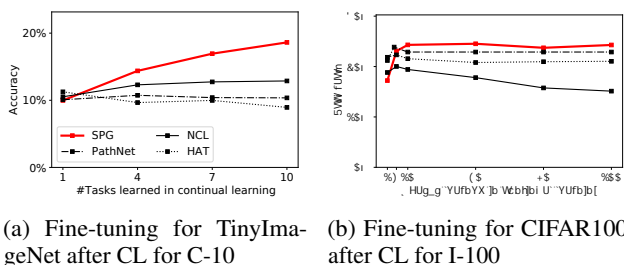 20%
10%
0%
Accuracy
SPG
PathNet
NCL
HAT
1 4 7 10
#Tasks learned in continual learning
' $ı
&$ı
%$ı
$ı
%) %$ ($ +$ %$$
(a) Fine-tuning for TinyIma-
geNet after CL for C-10
(b) Fine-tuning for CIFAR100
after CL for I-100